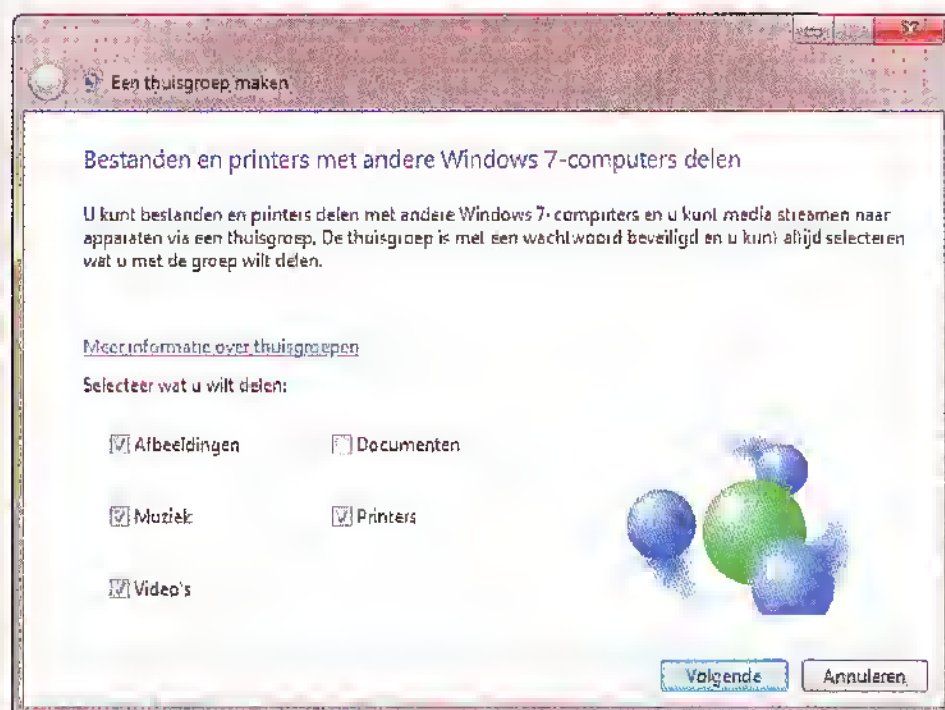 Een thuisgroep maken
Bestanden en printers met andere Windows 7-computers delen
U kunt bestanden en printers delen met andere Windows 7- computers en u kunt media streamen naar
apparaten via een thuisgroep. De thuisgroep is met een wachtwoord beveiligd en u kunt altijd selecteren
wat u met de groep wilt delen.
Meer informatie over thuisgroepen
Selecteer wat u wilt delen:
Afbeeldingen
Documenten
Muziek
Printers
Video's
Volgende
Annuleren